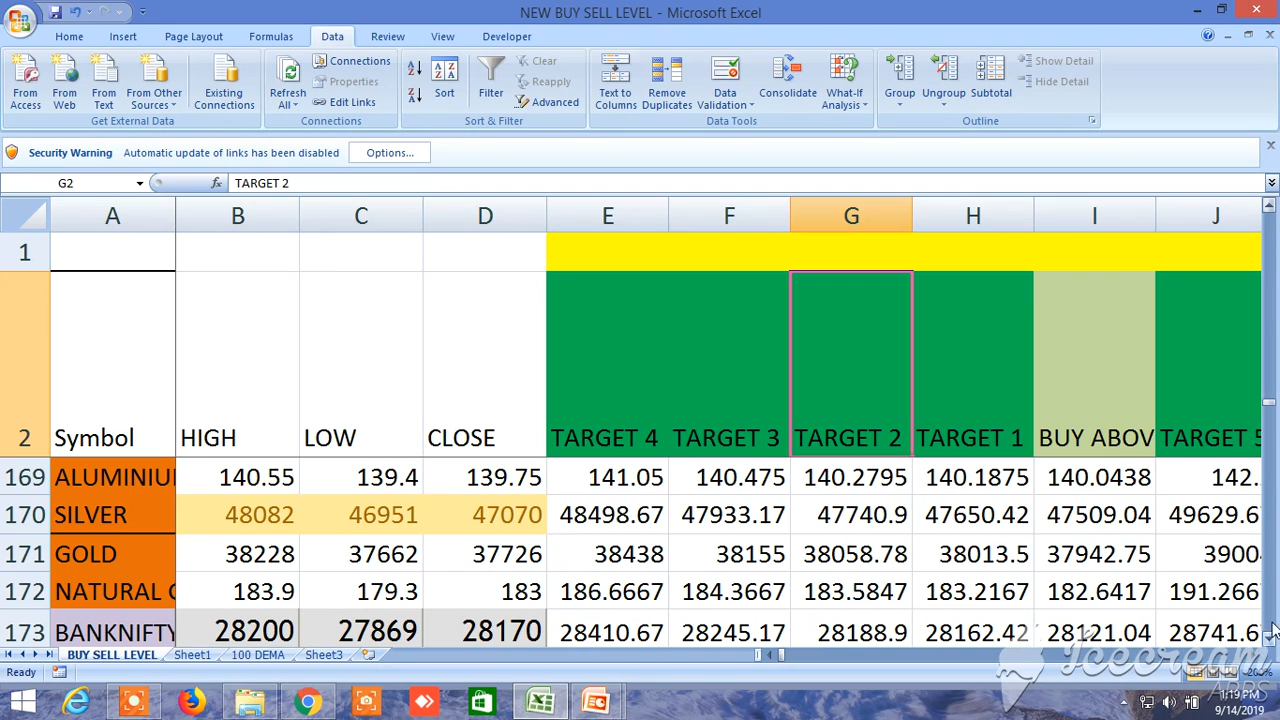 NEW BUY SELL LEVEL - Microsoft Excel
Home Insert Page Layout Formulas Data Review View Developer
From Access From Web From Text From Other Sources Existing Connections
Get External Data
Refresh All Connections Properties Edit Links
Connections
Sort Filter Clear Reapply Advanced
Sort & Filter
Text to Columns Remove Duplicates Data Validation Consolidate What-If Analysis
Data Tools
Group Ungroup Subtotal Show Detail Hide Detail
Outline
Security Warning Automatic update of links has been disabled Options...
G2 fx TARGET 2
A B C D E F G H I J
1
2 Symbol HIGH LOW CLOSE TARGET 4 TARGET 3 TARGET 2 TARGET 1 BUY ABOV TARGET 5
169 ALUMINIU 140.55 139.4 139.75 141.05 140.475 140.2795 140.1875 140.0438 142.
170 SILVER 48082 46951 47070 48498.67 47933.17 47740.9 47650.42 47509.04 49629.6
171 GOLD 38228 37662 37726 38438 38155 38058.78 38013.5 37942.75 3900
172 NATURAL 183.9 179.3 183 186.6667 184.3667 183.5847 183.2167 182.6417 191.266
173 BANKNIFTY 28200 27869 28170 28410.67 28245.17 28188.9 28162.42 28121.04 28741.6
BUY SELL LEVEL Sheet1 100 DEMA Sheet3
Ready 200%
Icecream
APPS
1:19 PM
9/14/2019